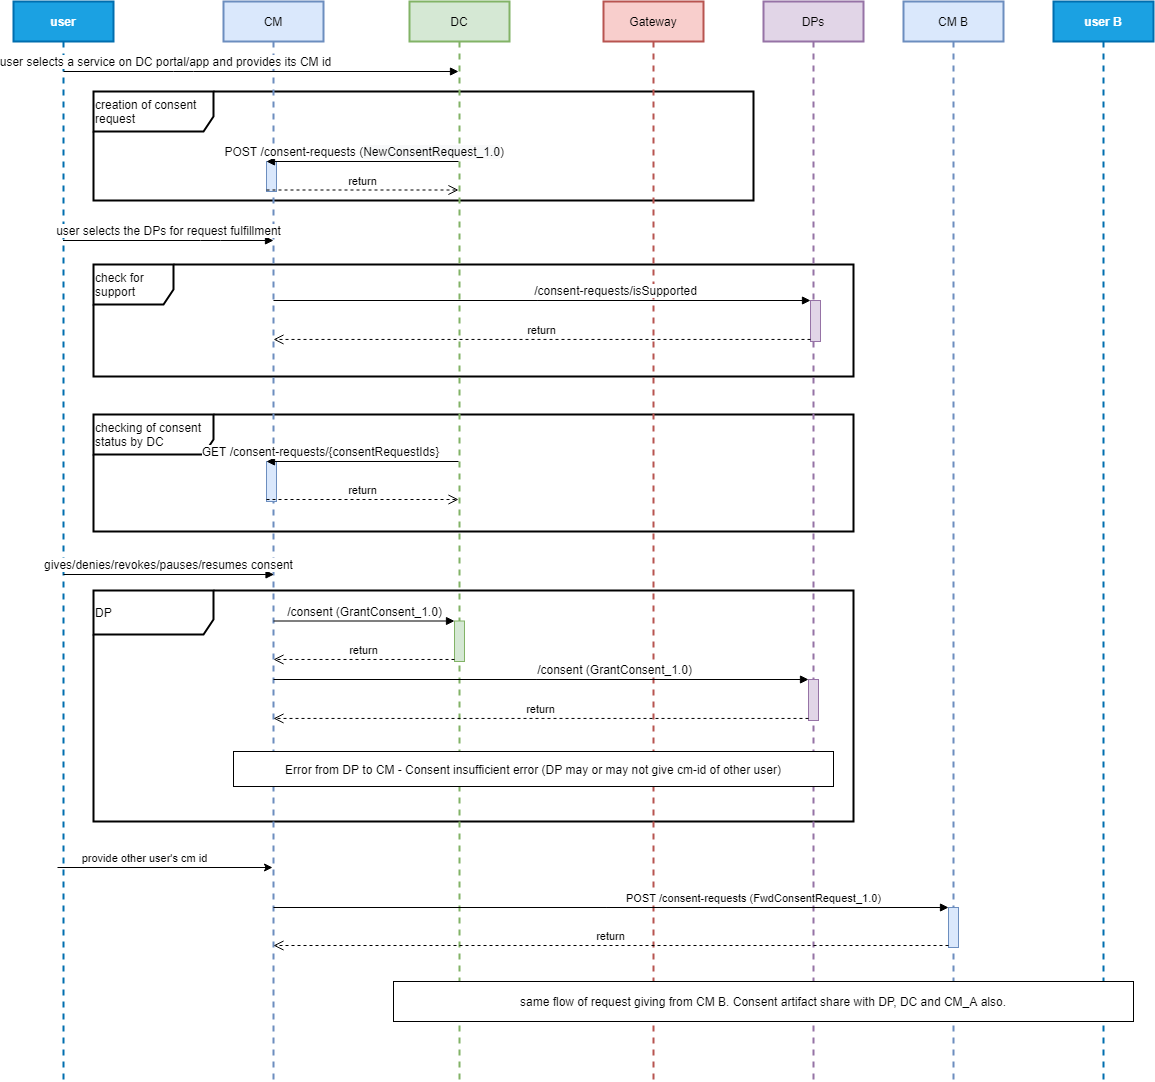 user
CM
DC
Gateway
DPs
CM B
user B
user selects a service on DC portal/app and provides its CM id
creation of consent
request
POST /consent-requests (NewConsentRequest_1.0)
return
user selects the DPs for request fulfillment
check for
support
/consent-requests/isSupported
return
checking of consent
status by DC
GET /consent-requests/{consentRequestIds}
return
gives/denies/revokes/pauses/resumes consent
DP
/consent (GrantConsent_1.0)
return
/consent (GrantConsent_1.0)
return
Error from DP to CM - Consent insufficient error (DP may or may not give cm-id of other user)
provide other user's cm id
POST /consent-requests (FwdConsentRequest_1.0)
return
same flow of request giving from CM B. Consent artifact share with DP, DC and CM_A also.